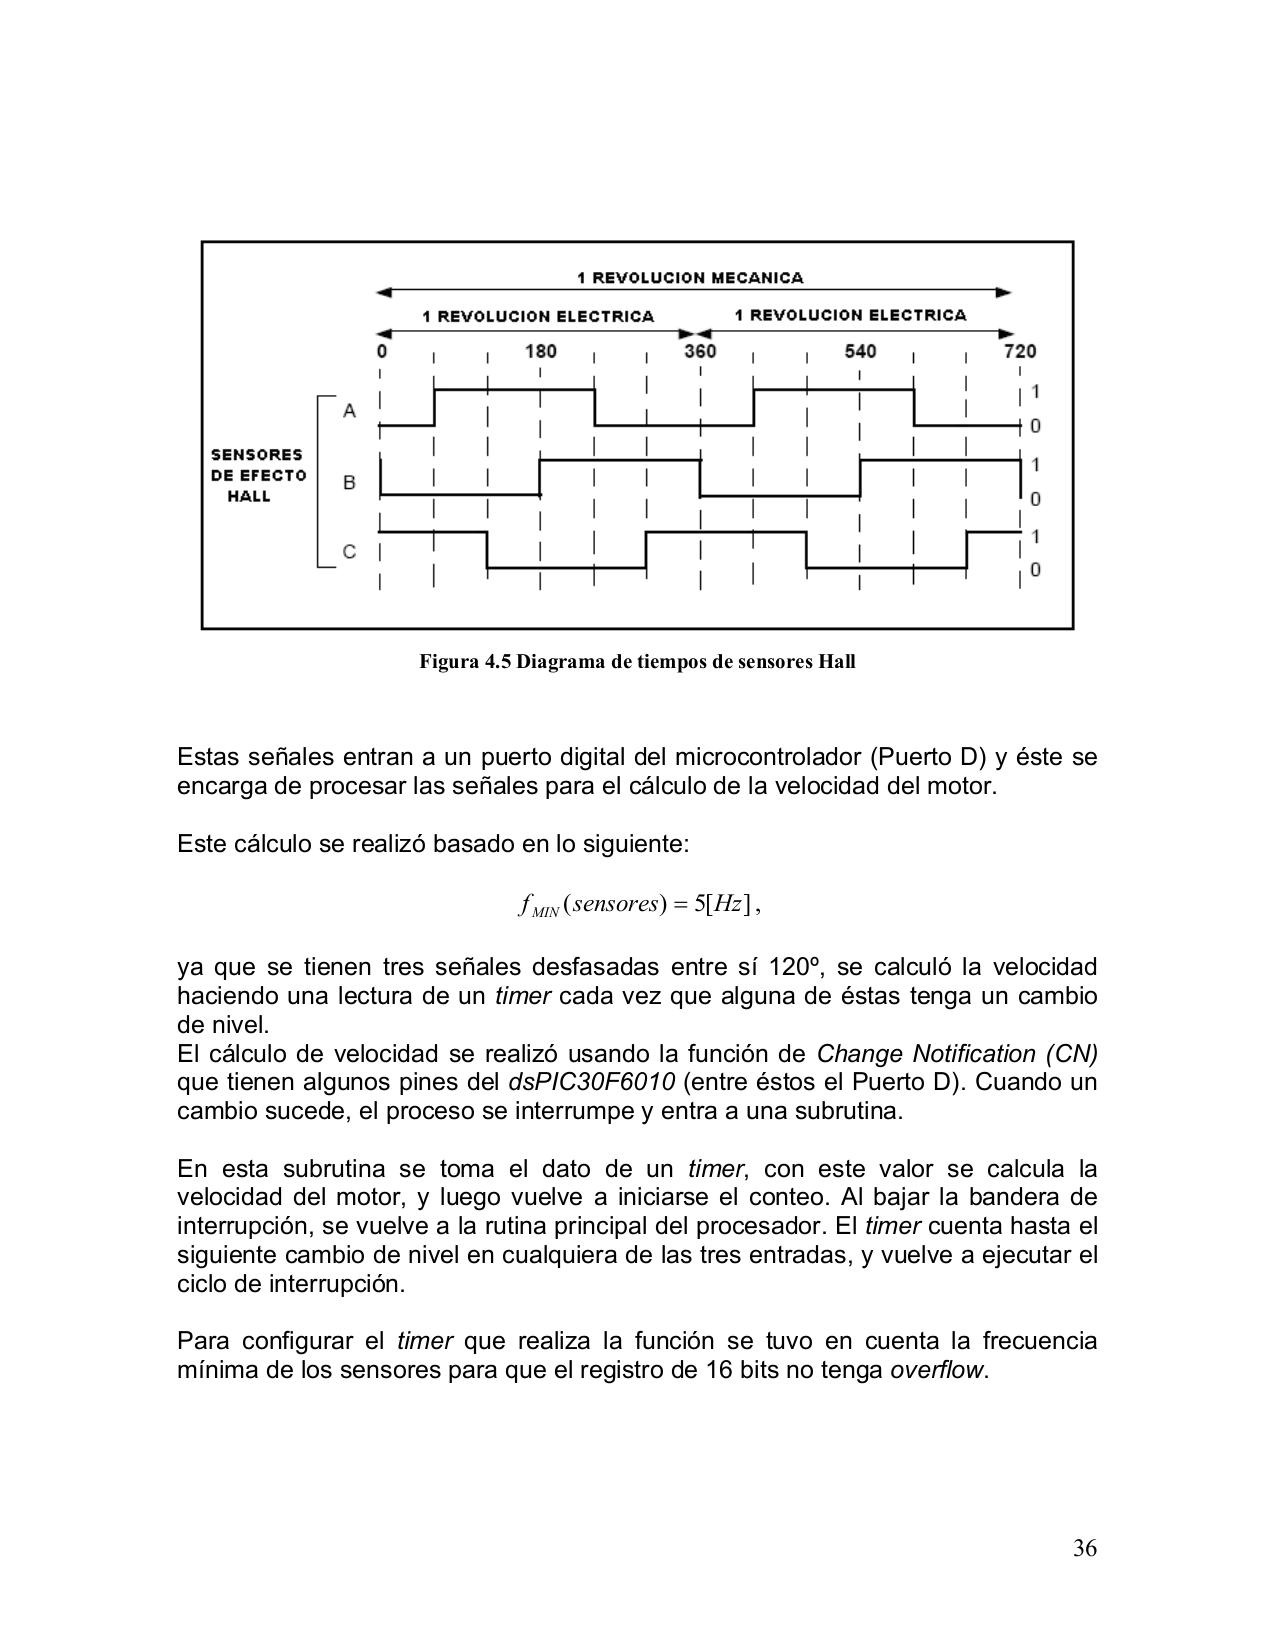 1 REVOLUCION MECANICA
1 REVOLUCION ELECTRICA 1 REVOLUCION ELECTRICA
0 180 360 540 720
A 1
0
SENSORES
DE EFECTO
HALL
B 1
0
C 1
0
Figura 4.5 Diagrama de tiempos de sensores Hall
Estas señales entran a un puerto digital del microcontrolador (Puerto D) y éste se
encarga de procesar las señales para el cálculo de la velocidad del motor.
Este cálculo se realizó basado en lo siguiente:
f MIN (sensores) = 5[Hz] ,
ya que se tienen tres señales desfasadas entre sí 120º, se calculó la velocidad
haciendo una lectura de un timer cada vez que alguna de éstas tenga un cambio
de nivel.
El cálculo de velocidad se realizó usando la función de Change Notification (CN)
que tienen algunos pines del dsPIC30F6010 (entre éstos el Puerto D). Cuando un
cambio sucede, el proceso se interrumpe y entra a una subrutina.
En esta subrutina se toma el dato de un timer, con este valor se calcula la
velocidad del motor, y luego vuelve a iniciarse el conteo. Al bajar la bandera de
interrupción, se vuelve a la rutina principal del procesador. El timer cuenta hasta el
siguiente cambio de nivel en cualquiera de las tres entradas, y vuelve a ejecutar el
ciclo de interrupción.
Para configurar el timer que realiza la función se tuvo en cuenta la frecuencia
mínima de los sensores para que el registro de 16 bits no tenga overflow.
36